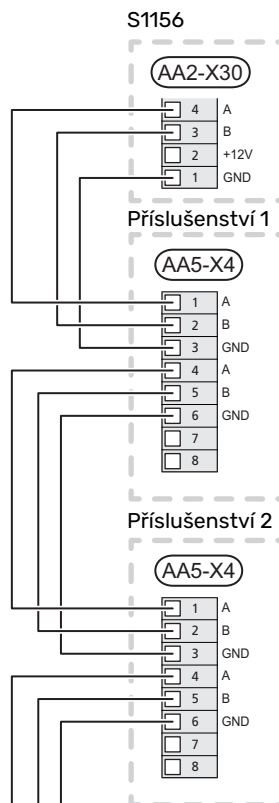 S1156
AA2-X30
4 A
3 B
2 +12V
1 GND
Příslušenství 1
AA5-X4
1 A
2 B
3 GND
4 A
5 B
6 GND
7
8
Příslušenství 2
AA5-X4
1 A
2 B
3 GND
4 A
5 B
6 GND
7
8